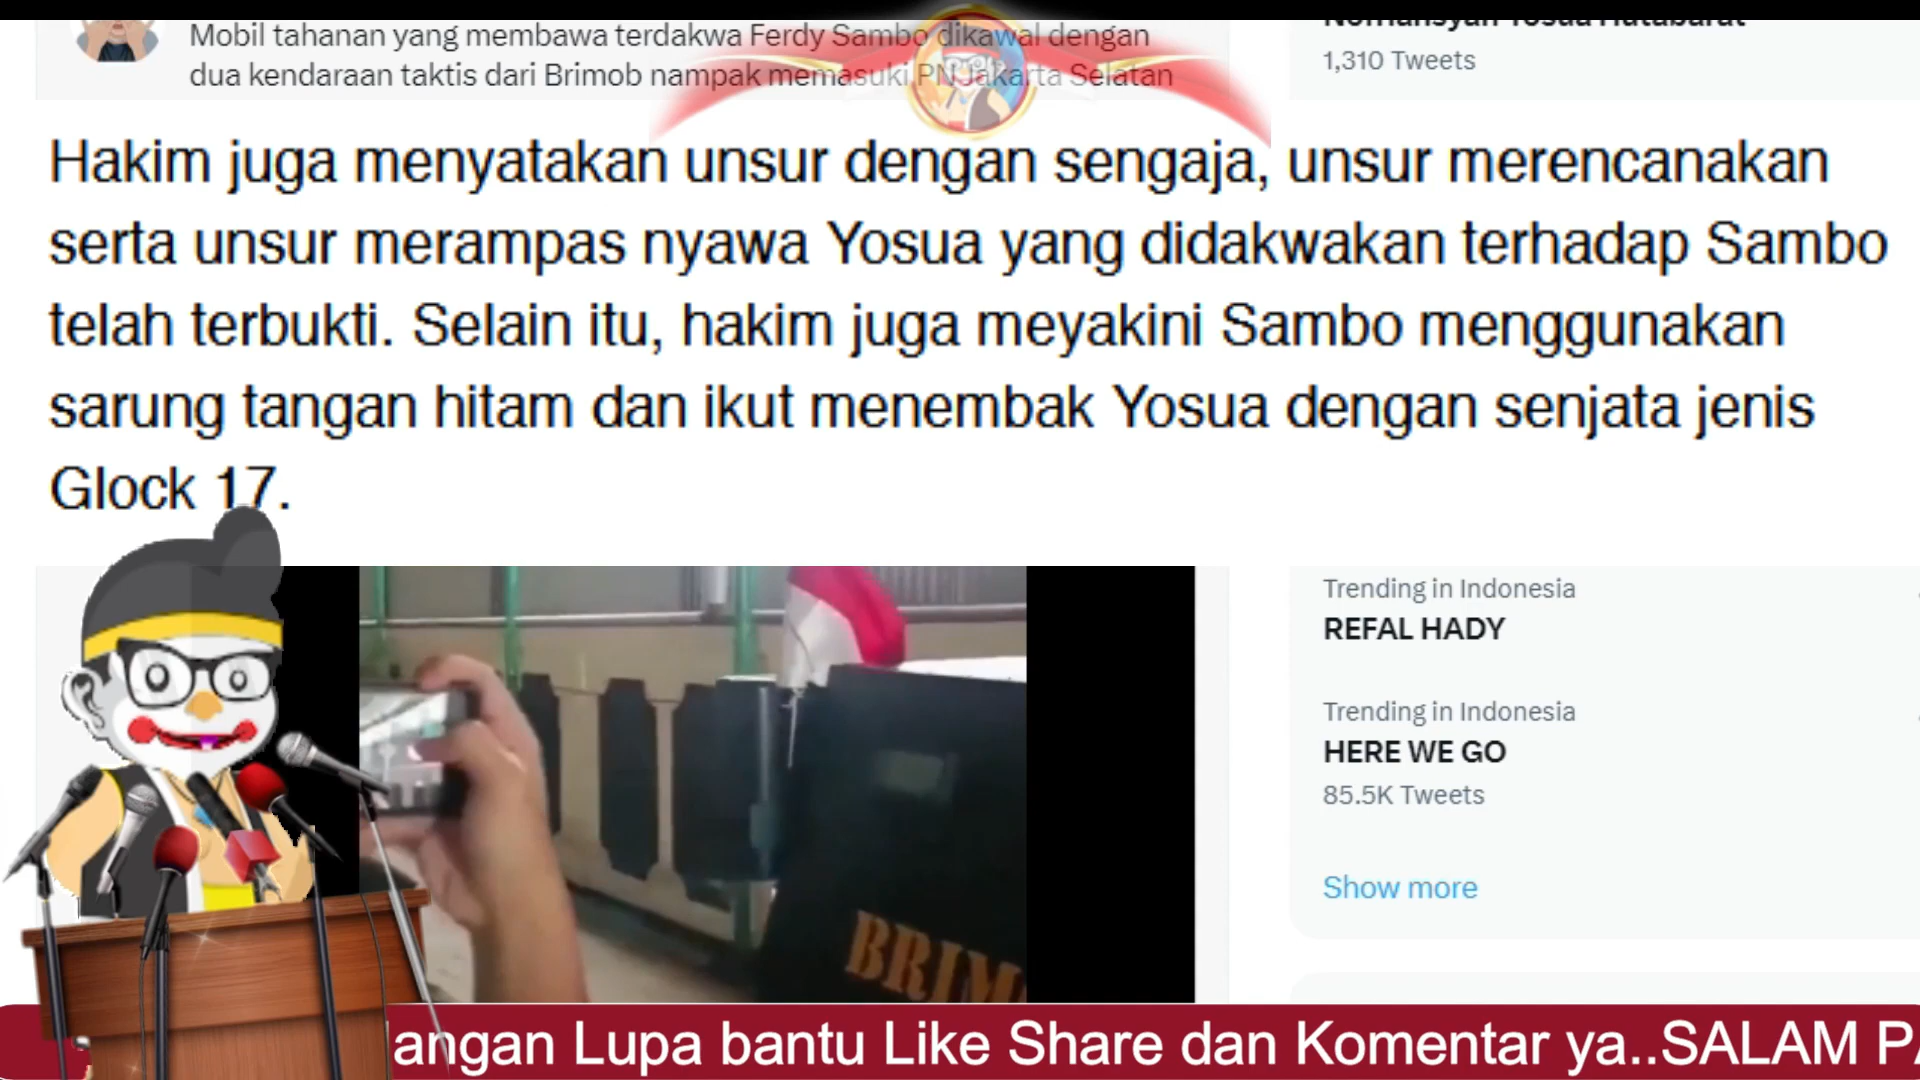 Mobil tahanan yang membawa terdakwa Ferdy Sambo dikawal dengan
dua kendaraan taktis dari Brimob nampak memasuki PN Jakarta Selatan
Nofriansyah Yosua Hutabarat
1,310 Tweets
Hakim juga menyatakan unsur dengan sengaja, unsur merencanakan
serta unsur merampas nyawa Yosua yang didakwakan terhadap Sambo
telah terbukti. Selain itu, hakim juga meyakini Sambo menggunakan
sarung tangan hitam dan ikut menembak Yosua dengan senjata jenis
Glock 17.
Trending in Indonesia
REFAL HADY
Trending in Indonesia
HERE WE GO
85.5K Tweets
Show more
BRIM
angan Lupa bantu Like Share dan Komentar ya..SALAM PA